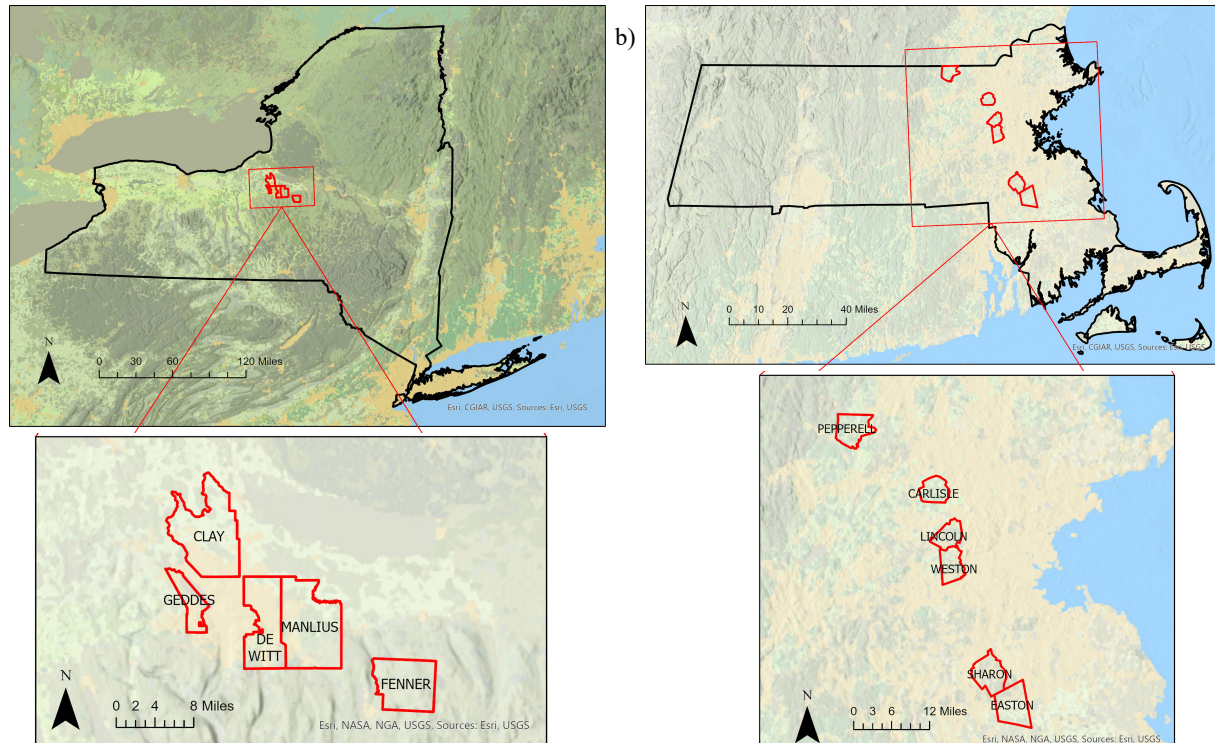 b)
N
0 30 60 120 Miles
Esri, CGIAR, USGS, Sources: Esri, USGS
N
0 10 20 40 Miles
Esri, CGIAR, USGS, Sources: Esri, USGS
CLAY
GEDDES
DE
WITT
MANLIUS
FENNER
N
0 2 4 8 Miles
Esri, NASA, NGA, USGS, Sources: Esri, USGS
PEPPERELL
CARLISLE
LINCOLN
WESTON
SHARON
EASTON
N
0 3 6 12 Miles
Esri, NASA, NGA, USGS, Sources: Esri, USGS